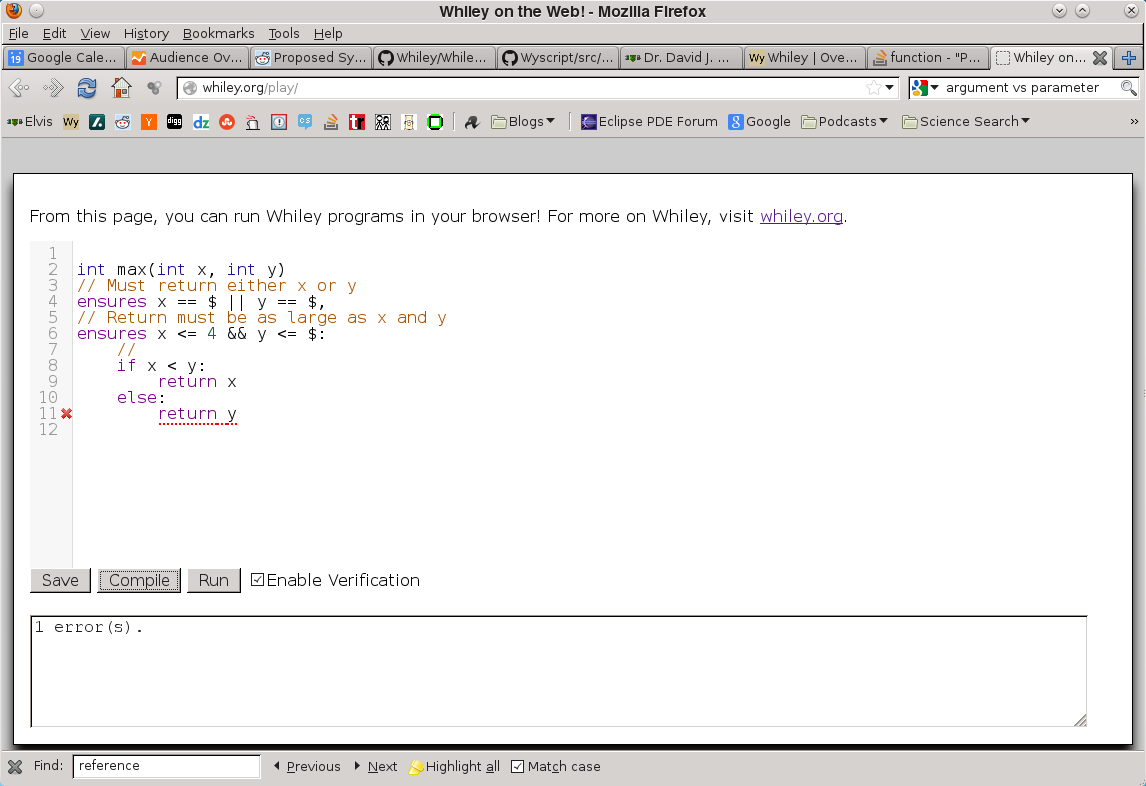 Whiley on the Web! - Mozilla Firefox
File Edit View History Bookmarks Tools Help
19 Google Cale... Audience Ov... Proposed Sy... Whiley/While... Wyscript/src/... Dr. David J. ... Wy Whiley | Ove... function - "P... Whiley on...
whiley.org/play/ argument vs parameter
Elvis Wy digg dz cs Blogs Eclipse PDE Forum Google Podcasts Science Search »
From this page, you can run Whiley programs in your browser! For more on Whiley, visit whiley.org.
1
2 int max(int x, int y)
3 // Must return either x or y
4 ensures x == $ || y == $,
5 // Return must be as large as x and y
6 ensures x <= 4 && y <= $:
7 //
8 if x < y:
9 return x
10 else:
11 return y
12
Save Compile Run Enable Verification
1 error(s).
Find: reference Previous Next Highlight all Match case